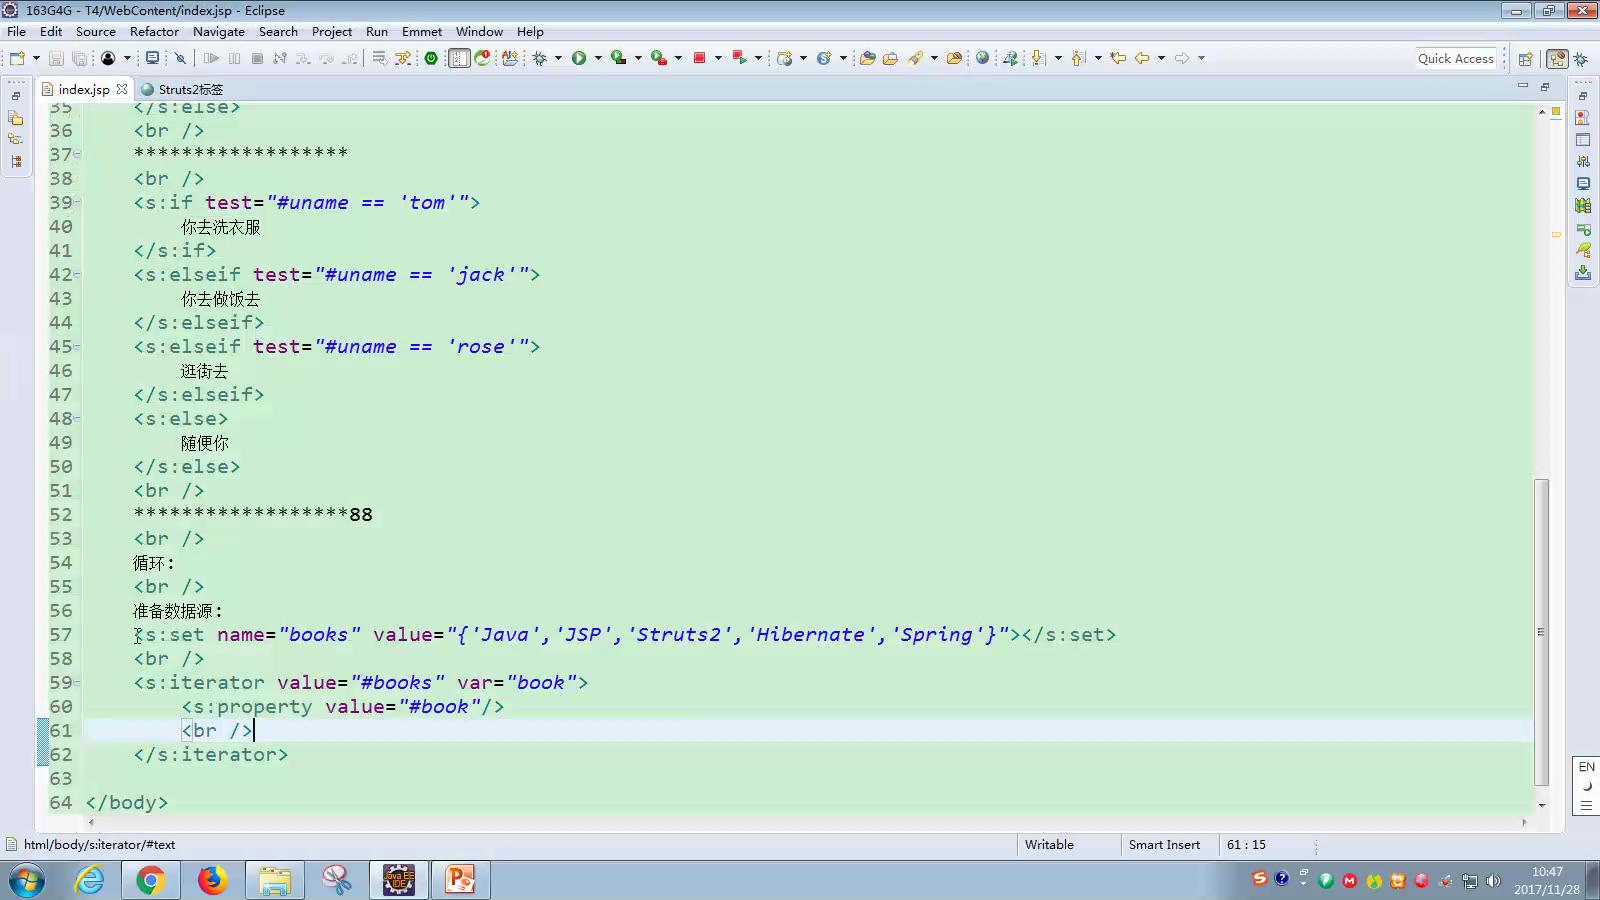 163G4G - T4/WebContent/index.jsp - Eclipse
File Edit Source Refactor Navigate Search Project Run Emmet Window Help
Quick Access
index.jsp Struts2标签
35 </s:else>
36 <br />
37 ******************
38 <br />
39 <s:if test="#uname == 'tom'">
40 你去洗衣服
41 </s:if>
42 <s:elseif test="#uname == 'jack'">
43 你去做饭去
44 </s:elseif>
45 <s:elseif test="#uname == 'rose'">
46 逛街去
47 </s:elseif>
48 <s:else>
49 随便你
50 </s:else>
51 <br />
52 ******************88
53 <br />
54 循环:
55 <br />
56 准备数据源:
57 <s:set name="books" value="{'Java','JSP','Struts2','Hibernate','Spring'}"></s:set>
58 <br />
59 <s:iterator value="#books" var="book">
60 <s:property value="#book"/>
61 <br />
62 </s:iterator>
63
64 </body>
EN
html/body/s:iterator/#text Writable Smart Insert 61 : 15
Java EE
IDE
10:47
2017/11/28